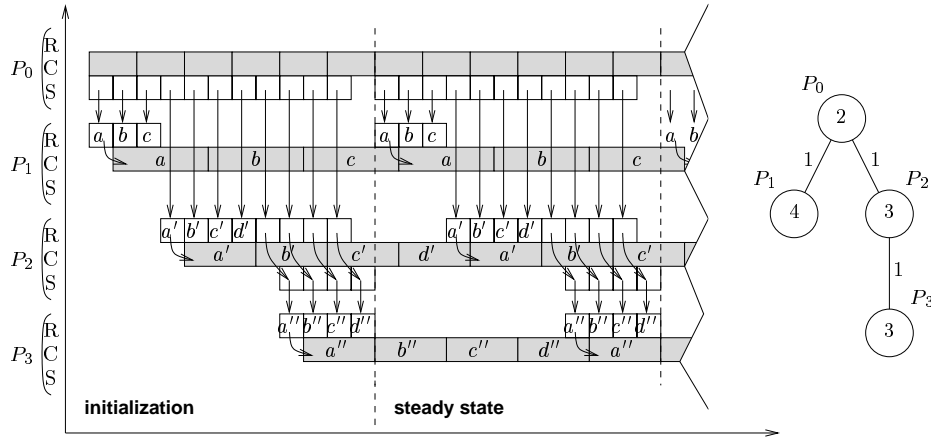 P0 R C S
a b c a b c a b
P1 R C S
a b c a b c
a′ b′ c′ d′ a′ b′ c′ d′
P2 R C S
a′ b′ c′ d′ a′ b′ c′
a′′ b′′ c′′ d′′ a′′ b′′ c′′ d′′
P3 R C S
a′′ b′′ c′′ d′′ a′′
initialization steady state
P0
2
1 1
P1 P2
4 3
1
P3
3